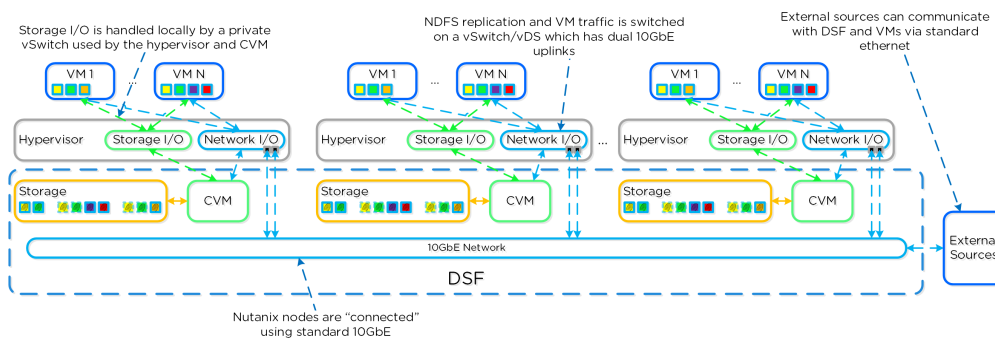 Storage I/O is handled locally by a private
vSwitch used by the hypervisor and CVM
NDFS replication and VM traffic is switched
on a vSwitch/vDS which has dual 10GbE
uplinks
External sources can communicate
with DSF and VMs via standard
ethernet
VM 1
...
VM N
VM 1
...
VM N
VM 1
...
VM N
Hypervisor
Storage I/O
Network I/O
Hypervisor
Storage I/O
Network I/O
...
Hypervisor
Storage I/O
Network I/O
Storage
CVM
Storage
CVM
Storage
CVM
10GbE Network
External
Sources
DSF
Nutanix nodes are “connected”
using standard 10GbE